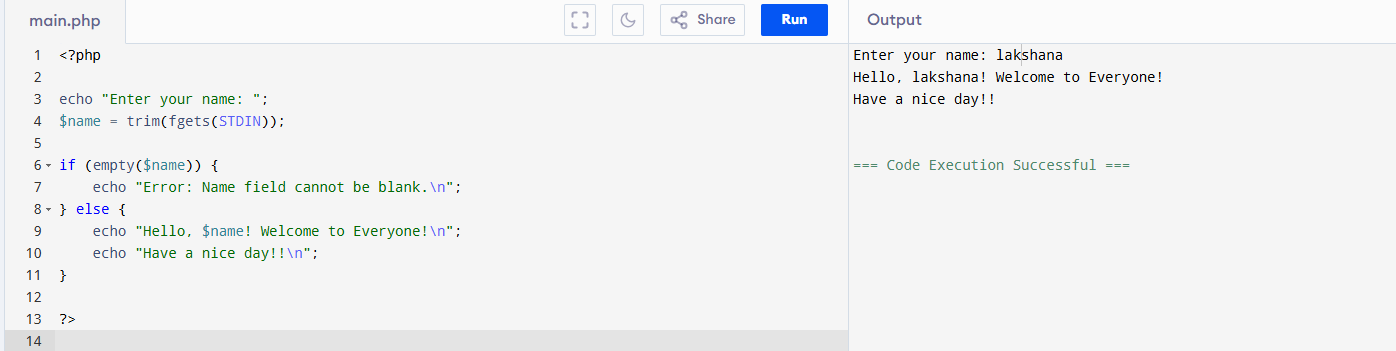 main.php
Share
Run
Output
1 <?php
2
3 echo "Enter your name: ";
4 $name = trim(fgets(STDIN));
5
6 if (empty($name)) {
7     echo "Error: Name field cannot be blank.\n";
8 } else {
9     echo "Hello, $name! Welcome to Everyone!\n";
10     echo "Have a nice day!!\n";
11 }
12
13 ?>
14
Enter your name: lakshana
Hello, lakshana! Welcome to Everyone!
Have a nice day!!
=== Code Execution Successful ===